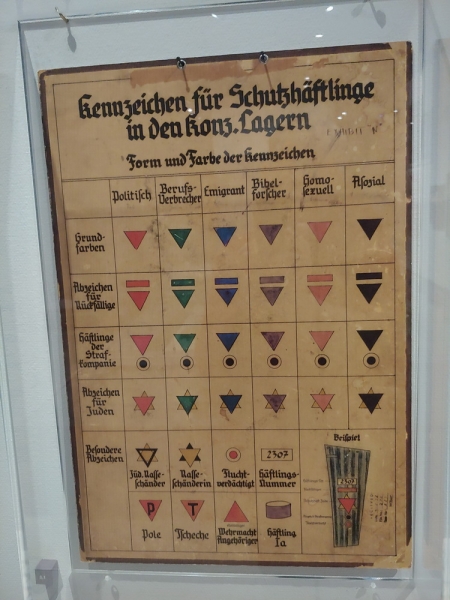 Kennzeichen für Schutzhäftlinge
in den Konz.Lagern
Form und Farbe der Kennzeichen
Politisch
Berufs-
Verbrecher
Emigrant
Bibel-
forscher
Homo-
sexuell
Asozial
Grund-
farben
Abzeichen
für
Rückfällige
Häftlinge
der
Straf-
kompanie
Abzeichen
für
Juden
Besondere
Abzeichen
Jüd. Rasse-
schänder
Rasse-
schänderin
Flucht-
verdächtigt
2307
Häftlings-
Nummer
Beispiel
2307
P
Pole
T
Tscheche
Wehrmacht
Angehöriger
Häftling
Ia